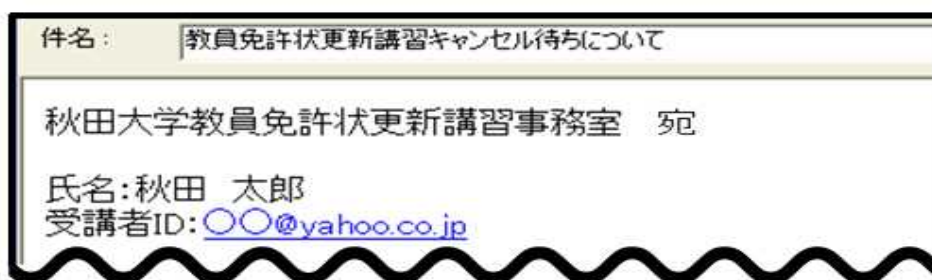 件名： 教員免許状更新講習キャンセル待ちについて
秋田大学教員免許状更新講習事務室　宛
氏名:秋田　太郎
受講者ID:〇〇@yahoo.co.jp